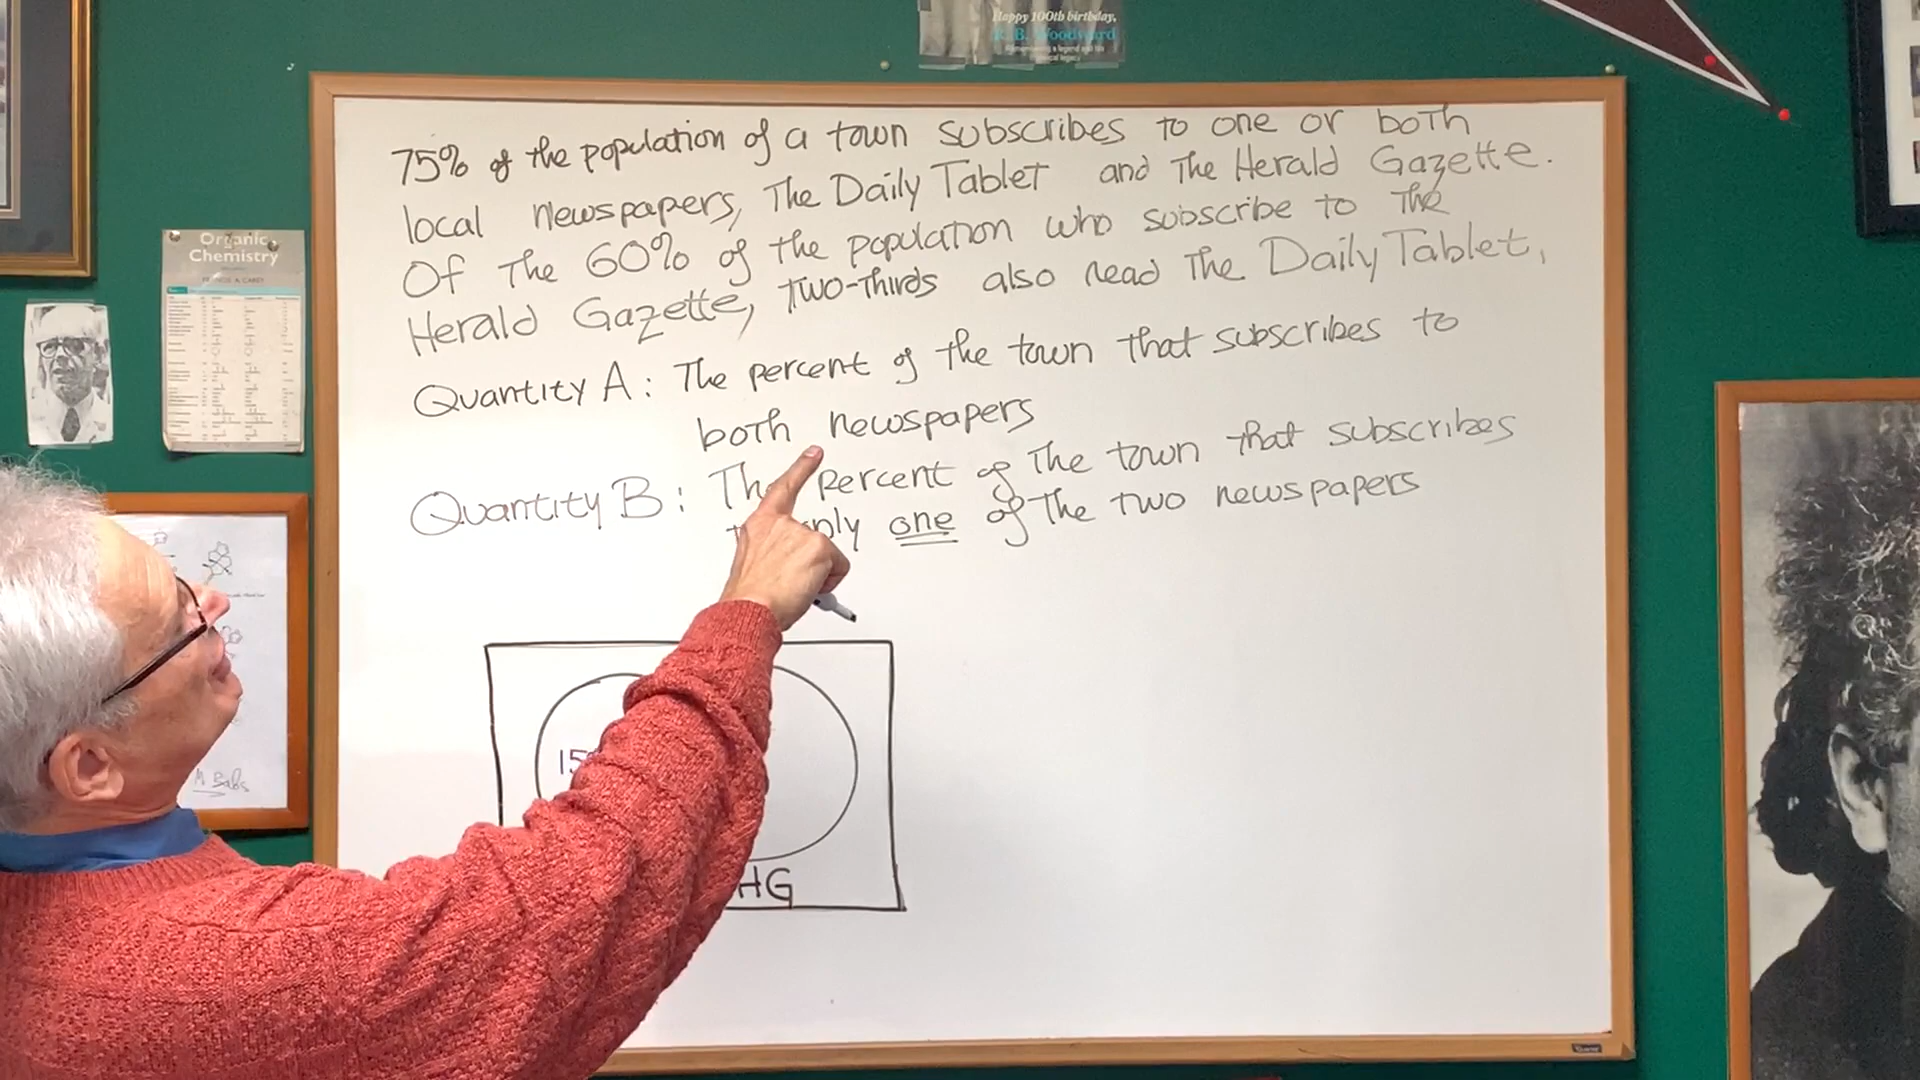 Happy 100th birthday,
R. B. Woodward
75% of the population of a town subscribes to one or both
local newspapers, The Daily Tablet and The Herald Gazette.
Of The 60% of the population who subscribe to The
Herald Gazette, Two-Thirds also read The Daily Tablet,
Quantity A: The percent of the town that subscribes to
both newspapers
Quantity B: The percent of The town that subscribes
only one of the two newspapers
Organic
Chemistry
15
HG